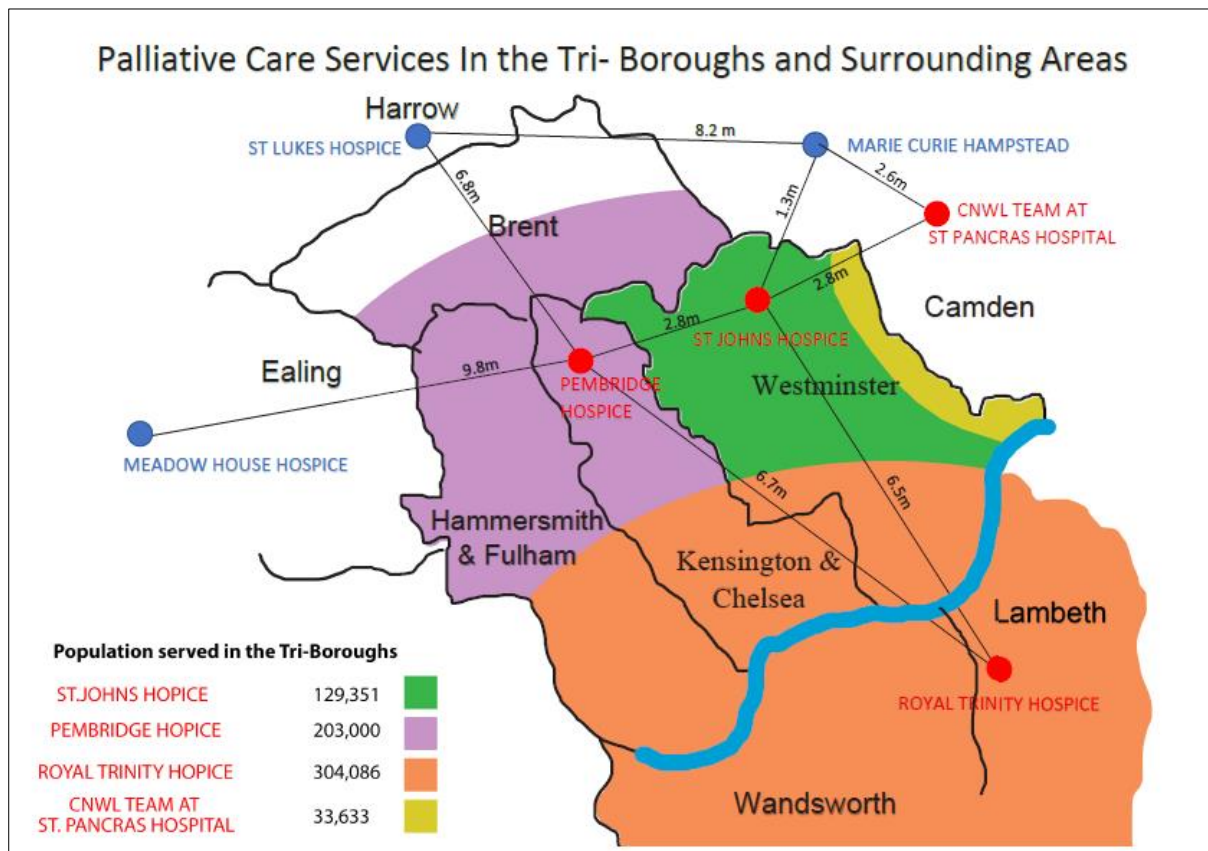 Palliative Care Services In the Tri- Boroughs and Surrounding Areas
Harrow
ST LUKES HOSPICE
8.2 m
MARIE CURIE HAMPSTEAD
6.8m
1.3m
2.6m
CNWL TEAM AT
ST PANCRAS HOSPITAL
Brent
2.8m
Camden
2.8m
ST JOHNS HOSPICE
Ealing
9.8m
PEMBRIDGE
HOSPICE
Westminster
MEADOW HOUSE HOSPICE
6.7m
6.5m
Hammersmith
& Fulham
Kensington &
Chelsea
Lambeth
ROYAL TRINITY HOSPICE
Wandsworth
Population served in the Tri-Boroughs
ST.JOHNS HOPICE 129,351
PEMBRIDGE HOPICE 203,000
ROYAL TRINITY HOPICE 304,086
CNWL TEAM AT
ST. PANCRAS HOSPITAL 33,633